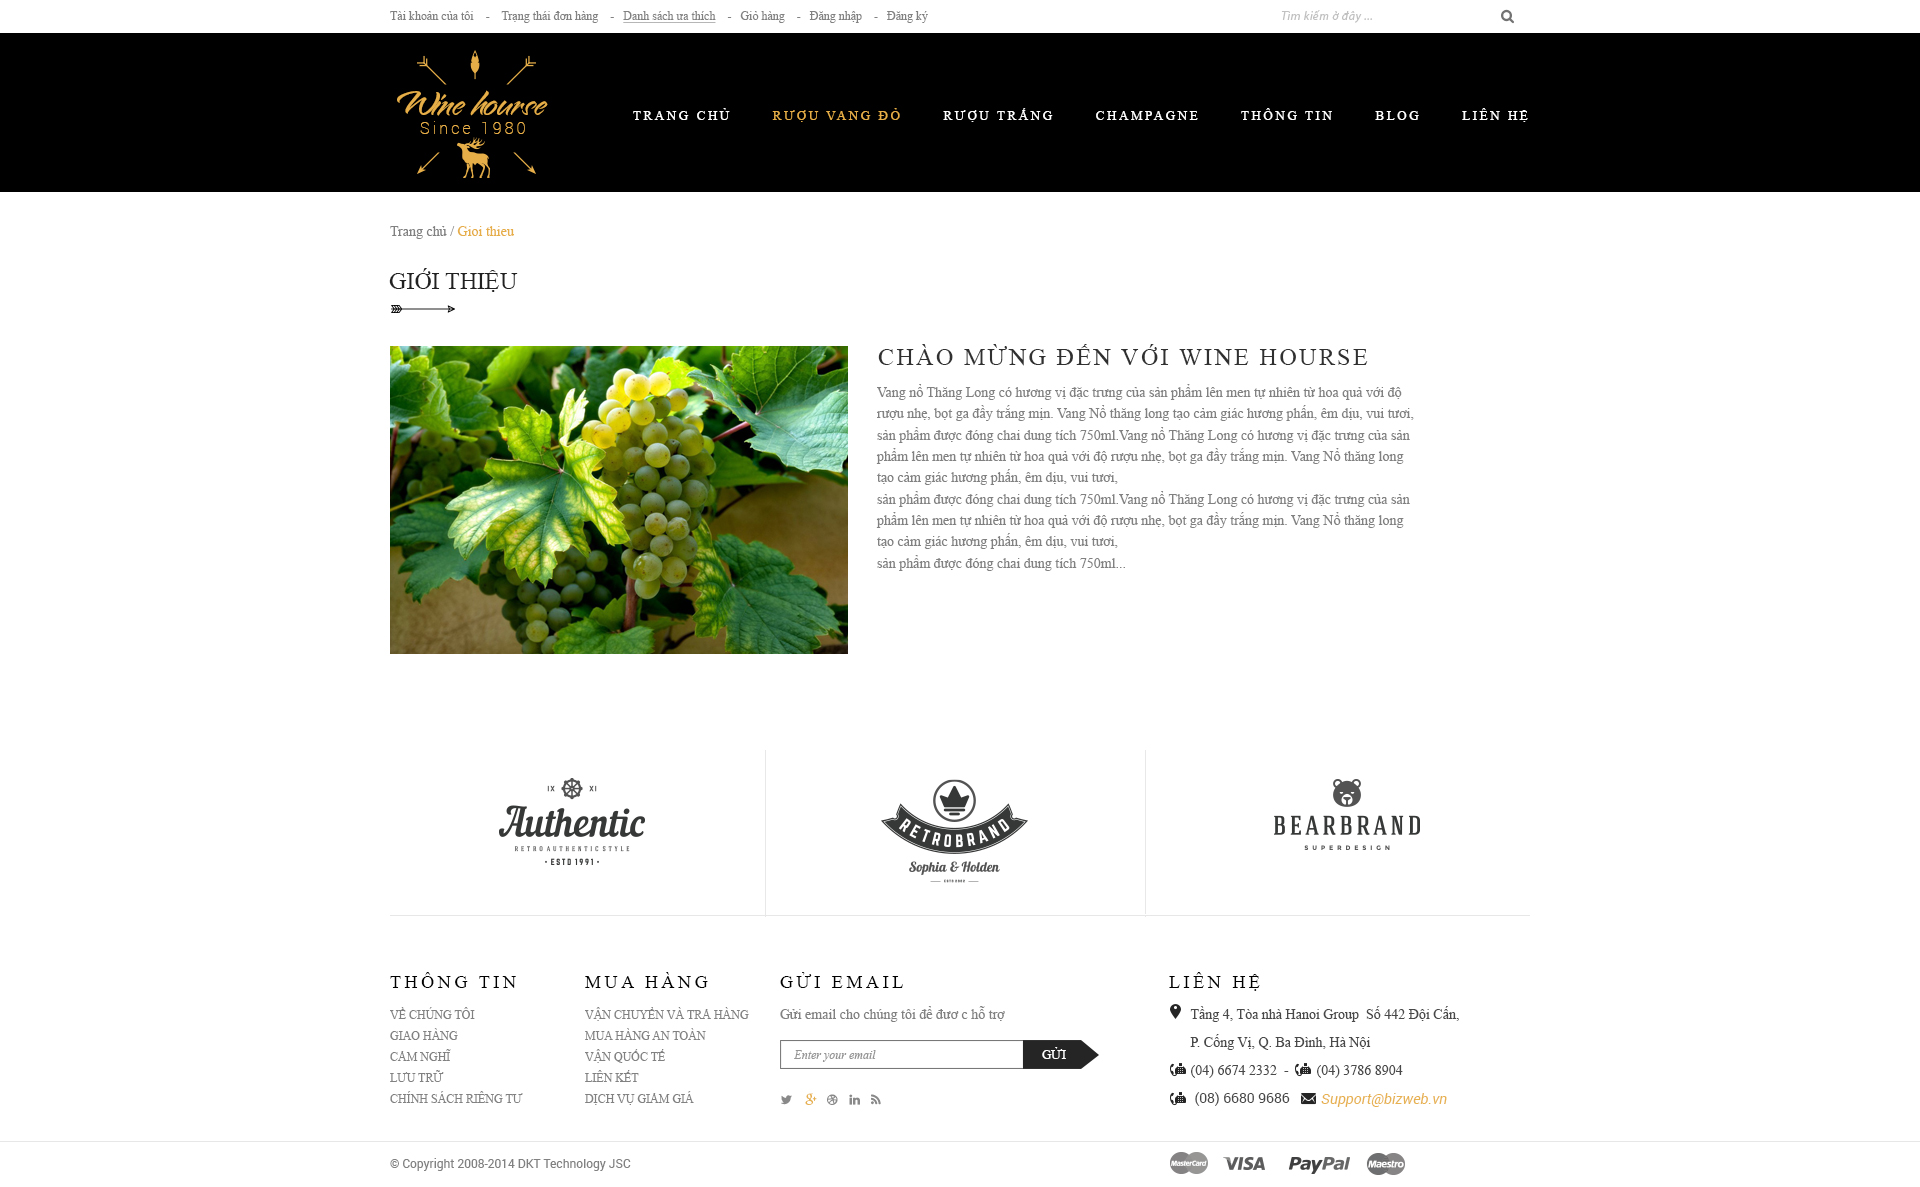 Tài khoản của tôi - Trạng thái đơn hàng - Danh sách ưa thích - Giỏ hàng - Đăng nhập - Đăng ký
Tìm kiếm ở đây ...
Wine hourse
Since 1980
TRANG CHỦ RƯỢU VANG ĐỎ RƯỢU TRẮNG CHAMPAGNE THÔNG TIN BLOG LIÊN HỆ
Trang chủ / Gioi thieu
GIỚI THIỆU
CHÀO MỪNG ĐẾN VỚI WINE HOURSE
Vang nổ Thăng Long có hương vị đặc trưng của sản phẩm lên men tự nhiên từ hoa quả với độ
rượu nhẹ, bọt ga đầy trắng mịn. Vang Nổ thăng long tạo cảm giác hương phấn, êm dịu, vui tươi,
sản phẩm được đóng chai dung tích 750ml.Vang nổ Thăng Long có hương vị đặc trưng của sản
phẩm lên men tự nhiên từ hoa quả với độ rượu nhẹ, bọt ga đầy trắng mịn. Vang Nổ thăng long
tạo cảm giác hương phấn, êm dịu, vui tươi,
sản phẩm được đóng chai dung tích 750ml.Vang nổ Thăng Long có hương vị đặc trưng của sản
phẩm lên men tự nhiên từ hoa quả với độ rượu nhẹ, bọt ga đầy trắng mịn. Vang Nổ thăng long
tạo cảm giác hương phấn, êm dịu, vui tươi,
sản phẩm được đóng chai dung tích 750ml...
IX XI
Authentic
RETROAUTHENTICSTYLE
• ESTD 1991 •
RETROBRAND
Sophia & Holden
BEARBRAND
SUPERDESIGN
THÔNG TIN
VỀ CHÚNG TÔI
GIAO HÀNG
CẢM NGHĨ
LƯU TRỮ
CHÍNH SÁCH RIÊNG TƯ
MUA HÀNG
VẬN CHUYỂN VÀ TRẢ HÀNG
MUA HÀNG AN TOÀN
VẬN QUỐC TẾ
LIÊN KẾT
DỊCH VỤ GIẢM GIÁ
GỬI EMAIL
Gửi email cho chúng tôi để đươ c hỗ trợ
Enter your email GỬI
LIÊN HỆ
Tầng 4, Tòa nhà Hanoi Group Số 442 Đội Cấn,
P. Cống Vị, Q. Ba Đình, Hà Nội
(04) 6674 2332 - (04) 3786 8904
(08) 6680 9686 Support@bizweb.vn
© Copyright 2008-2014 DKT Technology JSC
MasterCard VISA PayPal Maestro